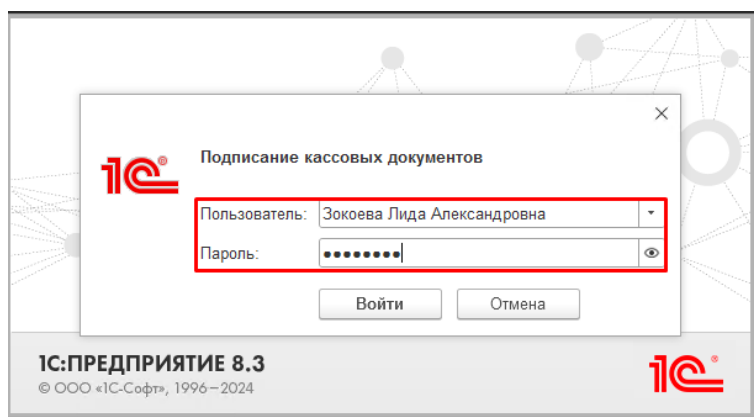 1С®
Подписание кассовых документов
Пользователь: Зокоева Лида Александровна
Пароль: ●●●●●●●●
Войти Отмена
1С:ПРЕДПРИЯТИЕ 8.3
© ООО «1С-Софт», 1996–2024
1С®